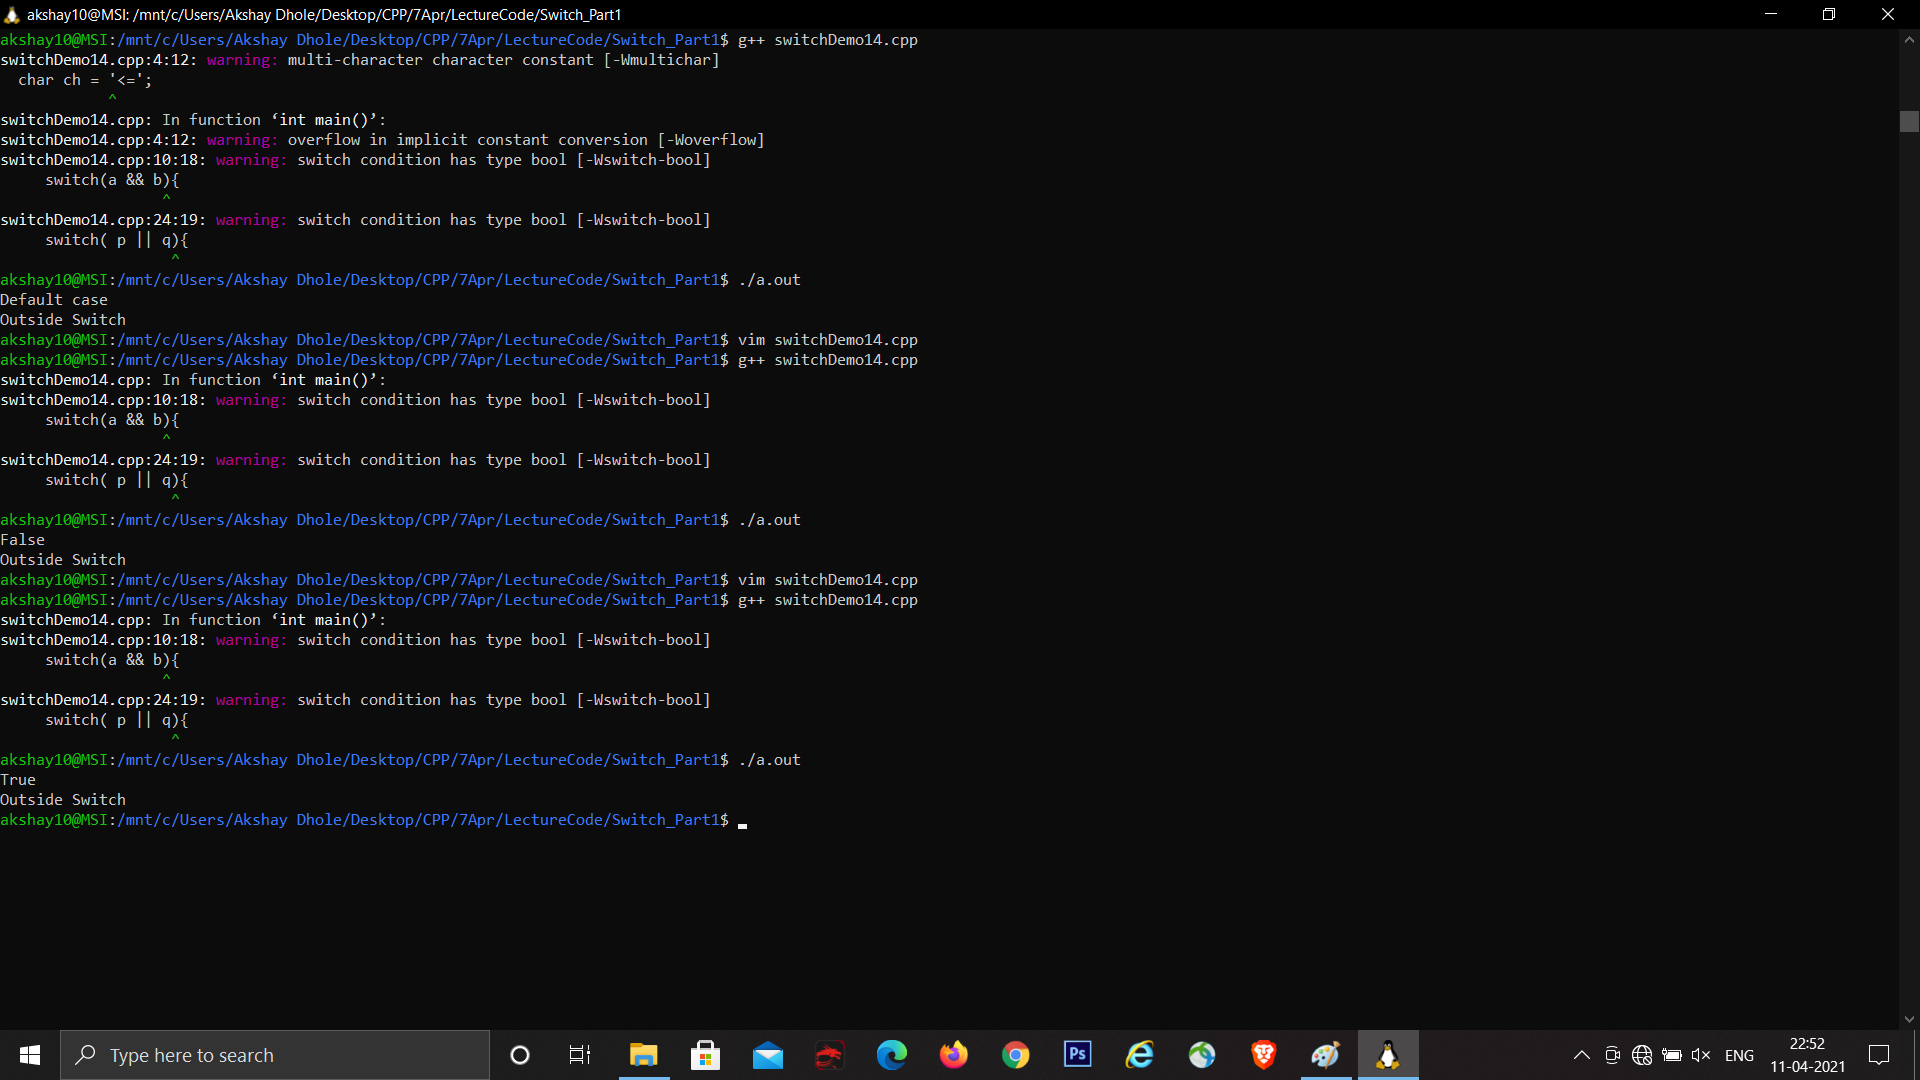 akshay10@MSI: /mnt/c/Users/Akshay Dhole/Desktop/CPP/7Apr/LectureCode/Switch_Part1
akshay10@MSI:/mnt/c/Users/Akshay Dhole/Desktop/CPP/7Apr/LectureCode/Switch_Part1$ g++ switchDemo14.cpp
switchDemo14.cpp:4:12: warning: multi-character character constant [-Wmultichar]
  char ch = '<=';
            ^
switchDemo14.cpp: In function ‘int main()’:
switchDemo14.cpp:4:12: warning: overflow in implicit constant conversion [-Woverflow]
switchDemo14.cpp:10:18: warning: switch condition has type bool [-Wswitch-bool]
     switch(a && b){
                  ^
switchDemo14.cpp:24:19: warning: switch condition has type bool [-Wswitch-bool]
     switch( p || q){
                   ^
akshay10@MSI:/mnt/c/Users/Akshay Dhole/Desktop/CPP/7Apr/LectureCode/Switch_Part1$ ./a.out
Default case
Outside Switch
akshay10@MSI:/mnt/c/Users/Akshay Dhole/Desktop/CPP/7Apr/LectureCode/Switch_Part1$ vim switchDemo14.cpp
akshay10@MSI:/mnt/c/Users/Akshay Dhole/Desktop/CPP/7Apr/LectureCode/Switch_Part1$ g++ switchDemo14.cpp
switchDemo14.cpp: In function ‘int main()’:
switchDemo14.cpp:10:18: warning: switch condition has type bool [-Wswitch-bool]
     switch(a && b){
                  ^
switchDemo14.cpp:24:19: warning: switch condition has type bool [-Wswitch-bool]
     switch( p || q){
                   ^
akshay10@MSI:/mnt/c/Users/Akshay Dhole/Desktop/CPP/7Apr/LectureCode/Switch_Part1$ ./a.out
False
Outside Switch
akshay10@MSI:/mnt/c/Users/Akshay Dhole/Desktop/CPP/7Apr/LectureCode/Switch_Part1$ vim switchDemo14.cpp
akshay10@MSI:/mnt/c/Users/Akshay Dhole/Desktop/CPP/7Apr/LectureCode/Switch_Part1$ g++ switchDemo14.cpp
switchDemo14.cpp: In function ‘int main()’:
switchDemo14.cpp:10:18: warning: switch condition has type bool [-Wswitch-bool]
     switch(a && b){
                  ^
switchDemo14.cpp:24:19: warning: switch condition has type bool [-Wswitch-bool]
     switch( p || q){
                   ^
akshay10@MSI:/mnt/c/Users/Akshay Dhole/Desktop/CPP/7Apr/LectureCode/Switch_Part1$ ./a.out
True
Outside Switch
akshay10@MSI:/mnt/c/Users/Akshay Dhole/Desktop/CPP/7Apr/LectureCode/Switch_Part1$
Type here to search
Ps
ENG
22:52
11-04-2021